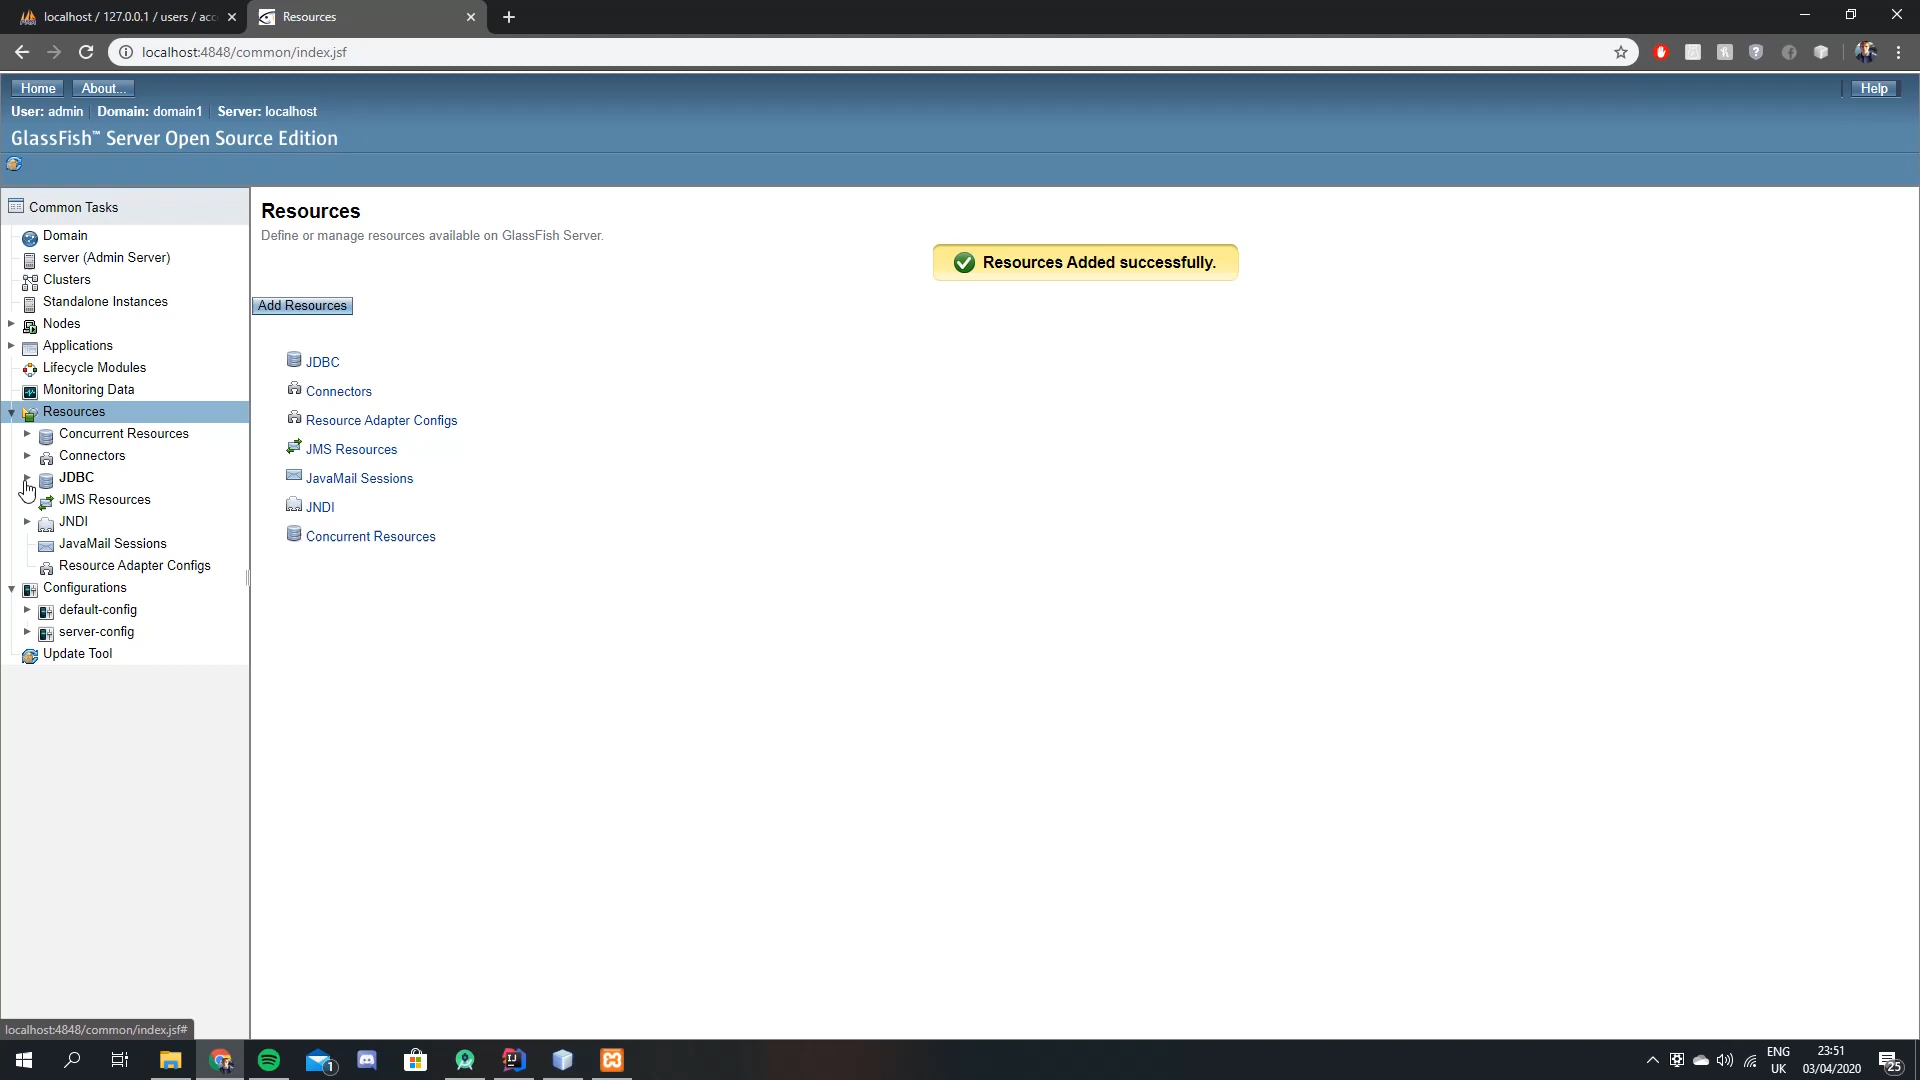 localhost / 127.0.0.1 / users / acc
Resources
localhost:4848/common/index.jsf
Home
About...
Help
User: admin
Domain: domain1
Server: localhost
GlassFish™ Server Open Source Edition
Common Tasks
Domain
server (Admin Server)
Clusters
Standalone Instances
Nodes
Applications
Lifecycle Modules
Monitoring Data
Resources
Concurrent Resources
Connectors
JDBC
JMS Resources
JNDI
JavaMail Sessions
Resource Adapter Configs
Configurations
default-config
server-config
Update Tool
Resources
Define or manage resources available on GlassFish Server.
Resources Added successfully.
Add Resources
JDBC
Connectors
Resource Adapter Configs
JMS Resources
JavaMail Sessions
JNDI
Concurrent Resources
localhost:4848/common/index.jsf#
1
ENG
UK
23:51
03/04/2020
25